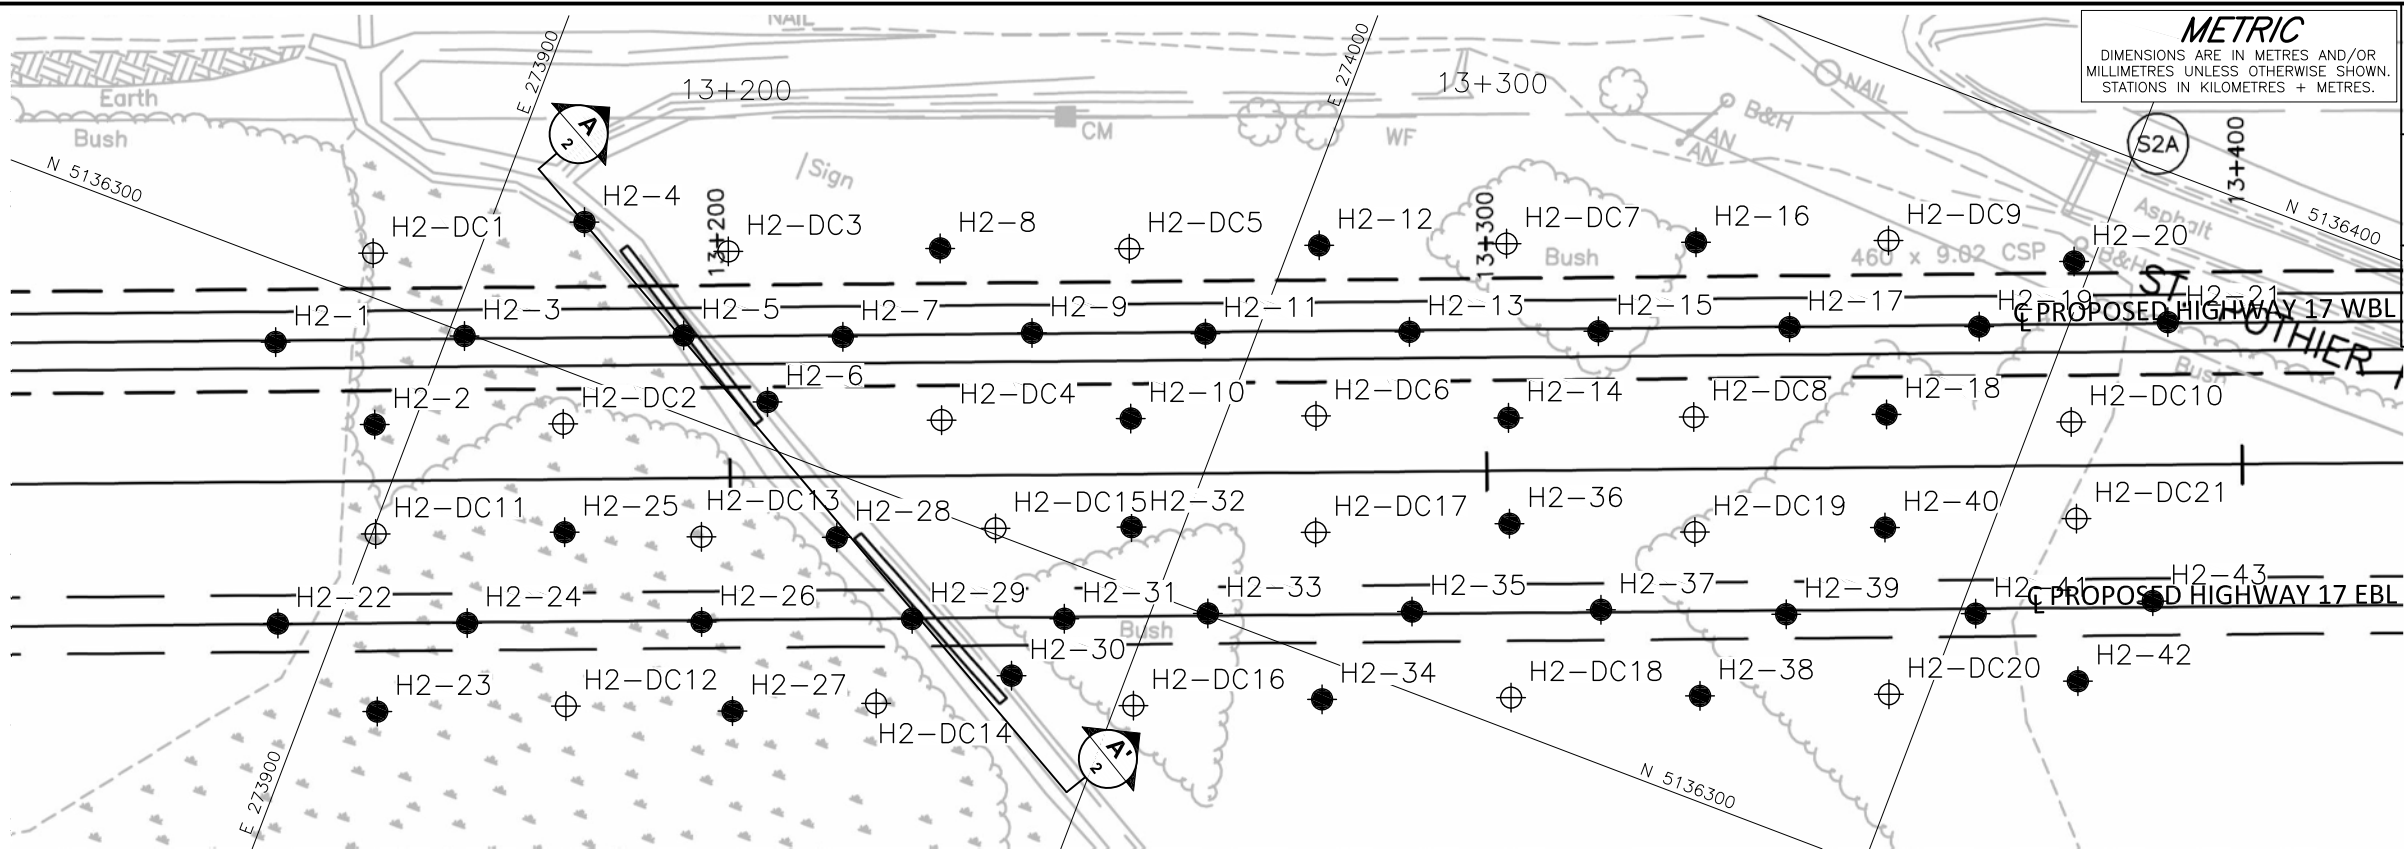 NAIL
METRIC
DIMENSIONS ARE IN METRES AND/OR
MILLIMETRES UNLESS OTHERWISE SHOWN.
STATIONS IN KILOMETRES + METRES.
E 273900
E 274000
13+200
13+300
NAIL
Earth
Bush
A
2
CM
WF
B&H
AN
AN
S2A
13+400
N 5136300
Sign
H2-4
13+200
13+300
Asphalt
N 5136400
H2-DC1
H2-DC3
H2-8
H2-DC5
H2-12
H2-DC7
H2-16
H2-DC9
H2-20
Bush
460 x 9.02 CSP
B&H
H2-1
H2-3
H2-5
H2-7
H2-9
H2-11
H2-13
H2-15
H2-17
H2-19
H2-21
ST.
POTHIER
℄ PROPOSED HIGHWAY 17 WBL
H2-2
H2-DC2
H2-6
H2-DC4
H2-10
H2-DC6
H2-14
H2-DC8
H2-18
H2-DC10
Bush
H2-DC11
H2-25
H2-DC13
H2-28
H2-DC15
H2-32
H2-DC17
H2-36
H2-DC19
H2-40
H2-DC21
H2-22
H2-24
H2-26
H2-29
H2-31
H2-33
H2-35
H2-37
H2-39
H2-41
H2-43
℄ PROPOSED HIGHWAY 17 EBL
Bush
H2-23
H2-DC12
H2-27
H2-DC14
H2-30
H2-DC16
H2-34
H2-DC18
H2-38
H2-DC20
H2-42
A'
2
E 273900
N 5136300